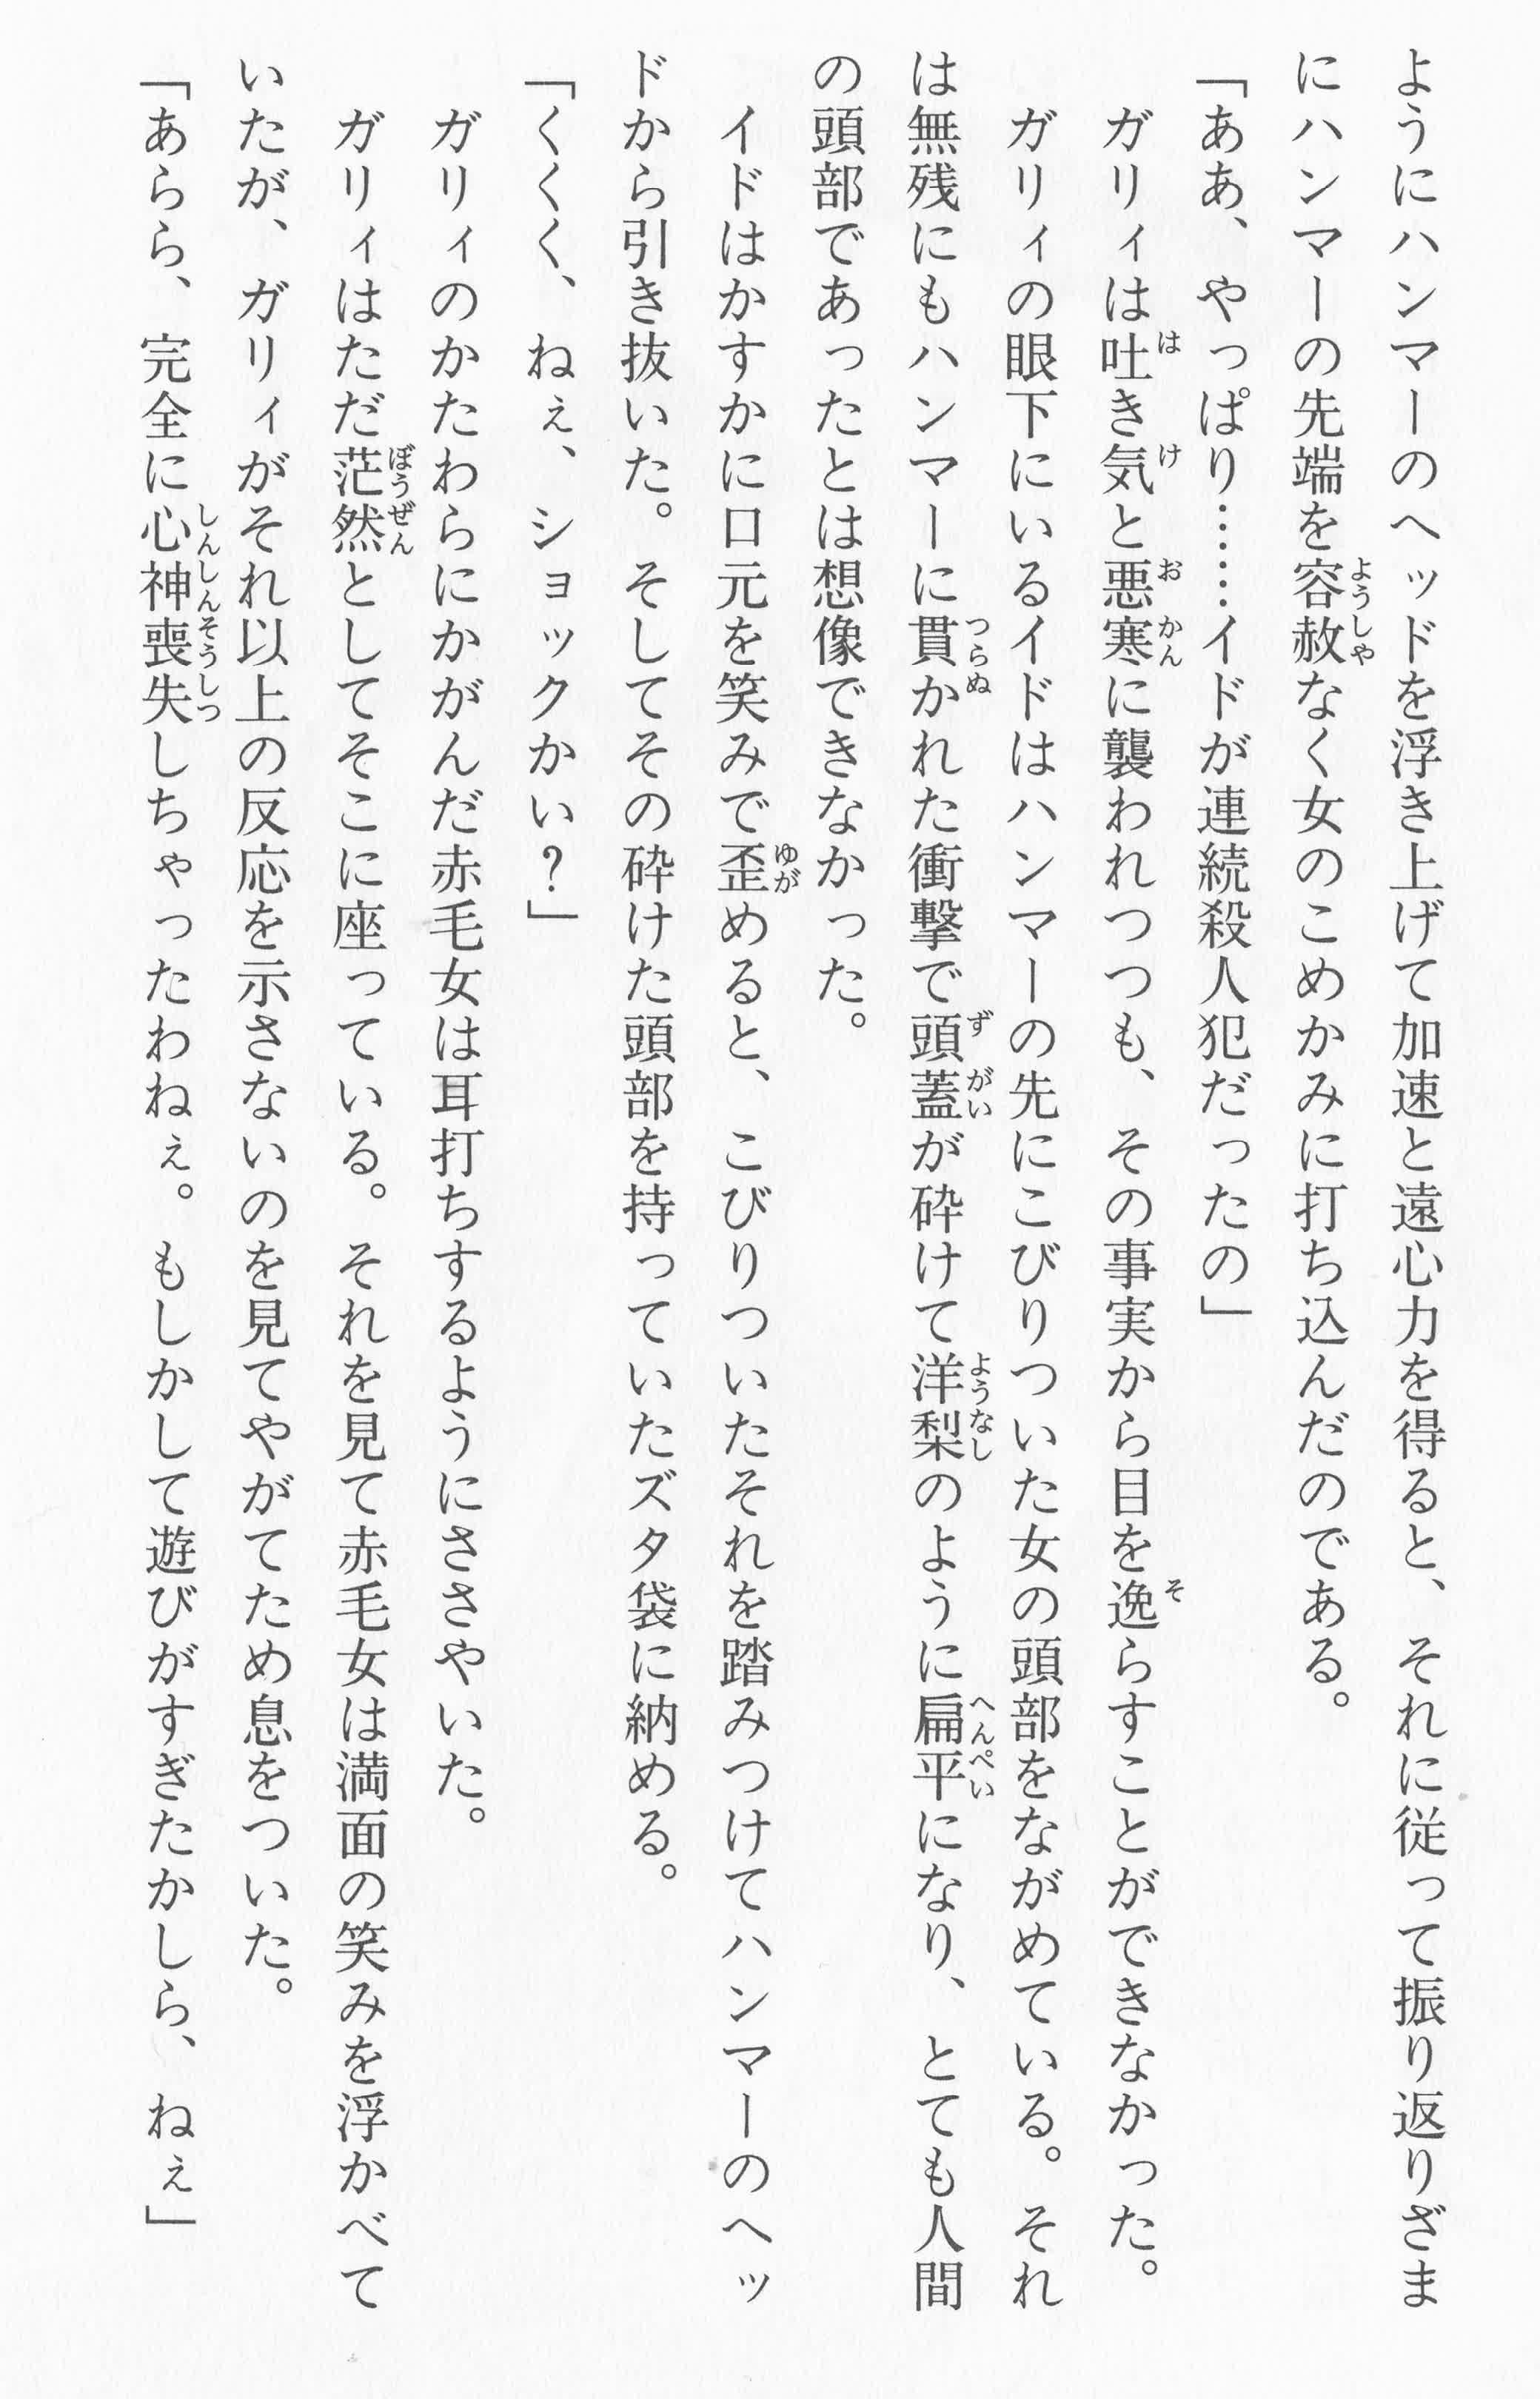 ようにハンマーのヘッドを浮き上げて加速と遠心力を得ると、それに従って振り返りざま
にハンマーの先端を容赦なく女のこめかみに打ち込んだのである。
「ああ、やっぱり……イドが連続殺人犯だったの」
ガリィは吐き気と悪寒に襲われつつも、その事実から目を逸らすことができなかった。
ガリィの眼下にいるイドはハンマーの先にこびりついた女の頭部をながめている。それ
は無残にもハンマーに貫かれた衝撃で頭蓋が砕けて洋梨のように扁平になり、とても人間
の頭部であったとは想像できなかった。
イドはかすかに口元を笑みで歪めると、こびりついたそれを踏みつけてハンマーのヘッ
ドから引き抜いた。そしてその砕けた頭部を持っていたズタ袋に納める。
「くくく、ねぇ、ショックかい？」
ガリィのかたわらにかがんだ赤毛女は耳打ちするようにささやいた。
ガリィはただ茫然としてそこに座っている。それを見て赤毛女は満面の笑みを浮かべて
いたが、ガリィがそれ以上の反応を示さないのを見てやがてため息をついた。
「あらら、完全に心神喪失しちゃったわねぇ。もしかして遊びがすぎたかしら、ねぇ」